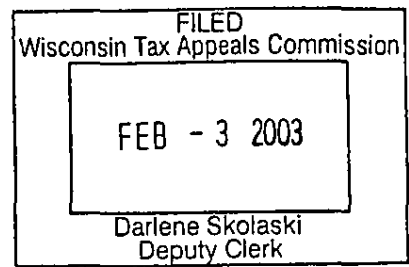 FILED
Wisconsin Tax Appeals Commission
FEB - 3 2003
Darlene Skolaski
Deputy Clerk